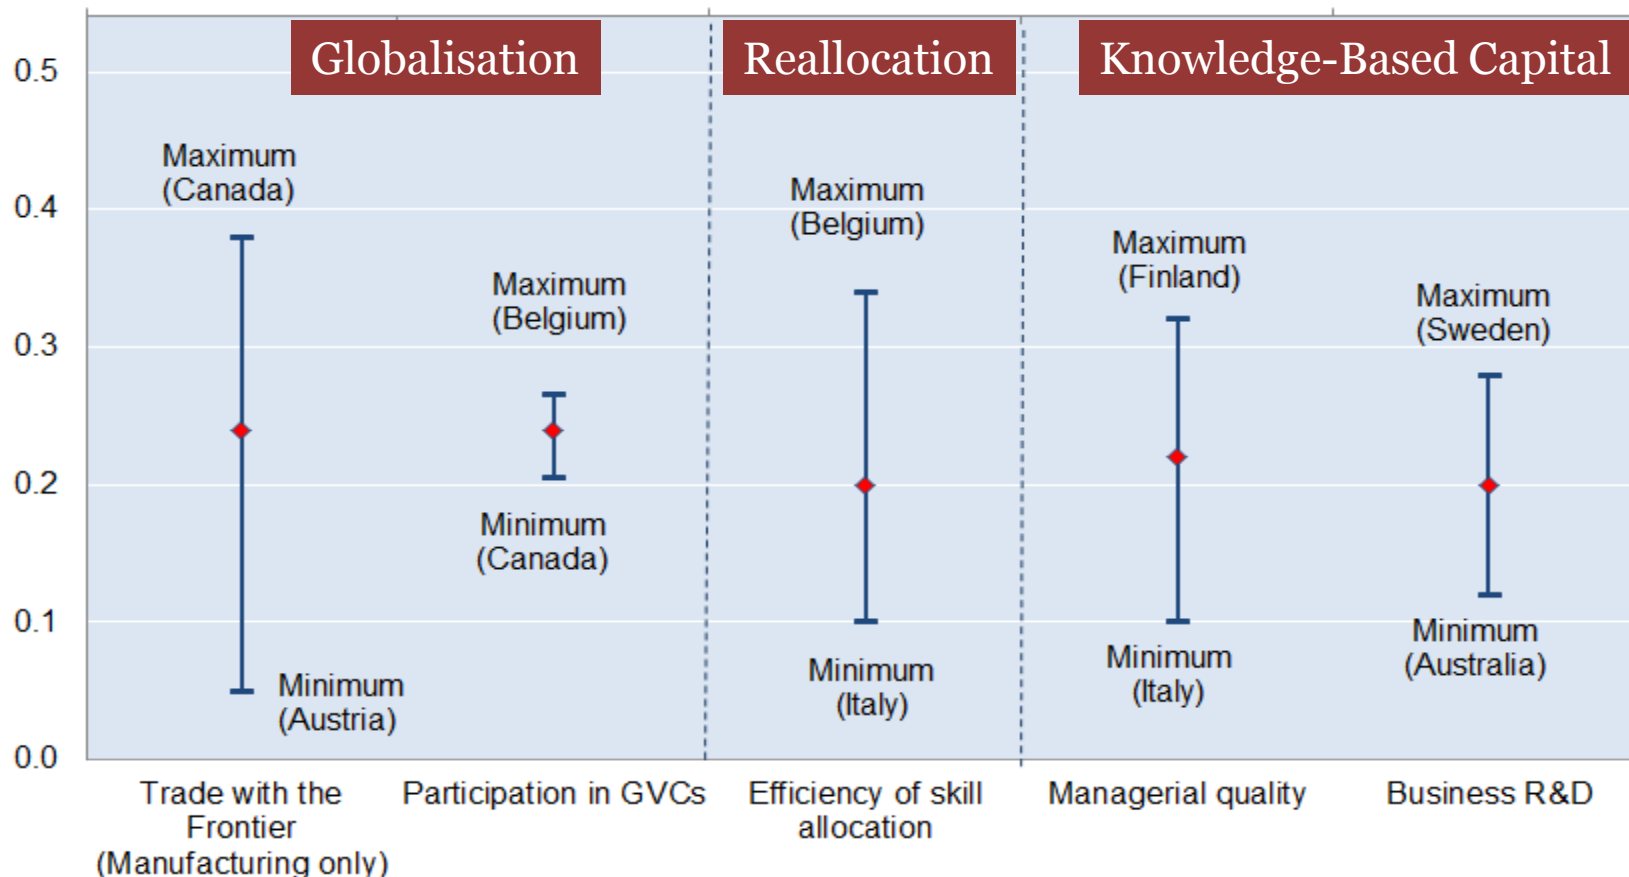 Globalisation
Reallocation
Knowledge-Based Capital
0.5
0.4
0.3
0.2
0.1
0.0
Maximum
(Canada)
Minimum
(Austria)
Maximum
(Belgium)
Minimum
(Canada)
Maximum
(Belgium)
Minimum
(Italy)
Maximum
(Finland)
Minimum
(Italy)
Maximum
(Sweden)
Minimum
(Australia)
Trade with the
Frontier
(Manufacturing only)
Participation in GVCs
Efficiency of skill
allocation
Managerial quality
Business R&D